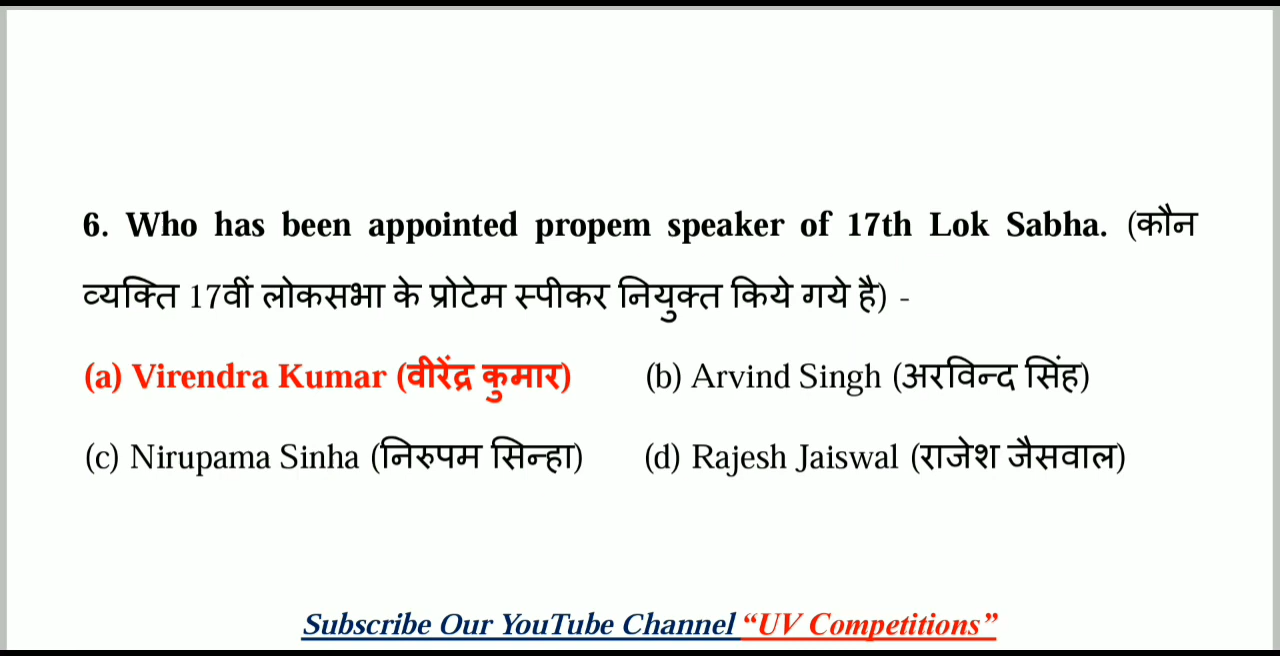 6. Who has been appointed propem speaker of 17th Lok Sabha. (कौन
व्यक्ति 17वीं लोकसभा के प्रोटेम स्पीकर नियुक्त किये गये है) -
(a) Virendra Kumar (वीरेंद्र कुमार) (b) Arvind Singh (अरविन्द सिंह)
(c) Nirupama Sinha (निरुपम सिन्हा) (d) Rajesh Jaiswal (राजेश जैसवाल)
Subscribe Our YouTube Channel “UV Competitions”